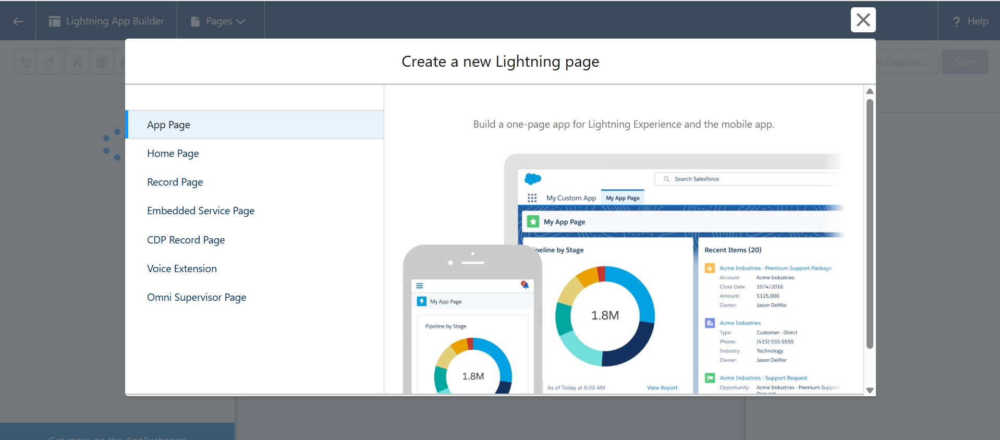 Lightning App Builder
Pages
? Help
Activation...
Save
Create a new Lightning page
App Page
Home Page
Record Page
Embedded Service Page
CDP Record Page
Voice Extension
Omni Supervisor Page
Build a one-page app for Lightning Experience and the mobile app.
Search Salesforce
My Custom App
My App Page
My App Page
Pipeline by Stage
1.8M
As of Today at 8:00 AM
View Report
Recent Items (20)
Acme Industries - Premium Support Package
Account: Acme Industries
Close Date: 10/4/2016
Amount: $125,000
Owner: Jason DeWar
Acme Industries
Type: Customer - Direct
Phone: (415) 555-5555
Industry: Technology
Owner: Jason DeWar
Acme Industries - Support Request
Opportunity: Acme Industries - Premium Support
Request
3
My App Page
Pipeline by Stage
1.8M
Get more on the AppExchange